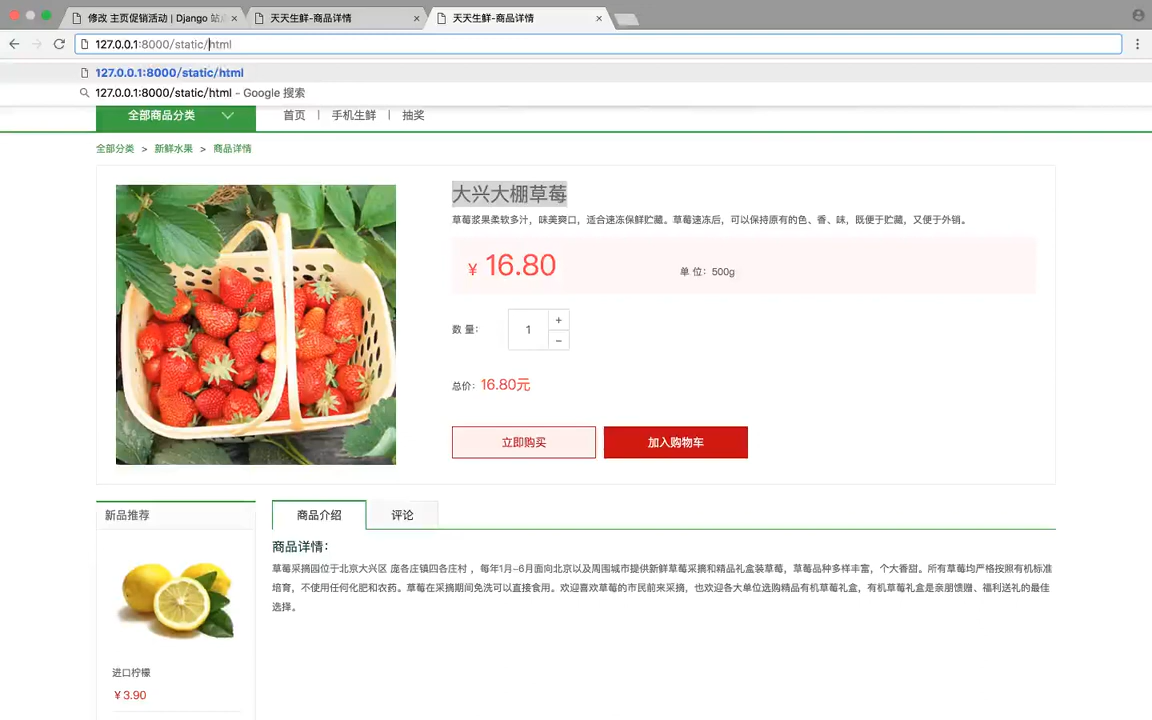 修改 主页促销活动 | Django 站点
天天生鲜-商品详情
天天生鲜-商品详情
127.0.0.1:8000/static/html
127.0.0.1:8000/static/html
127.0.0.1:8000/static/html - Google 搜索
全部商品分类
首页 | 手机生鲜 | 抽奖
全部分类 > 新鲜水果 > 商品详情
大兴大棚草莓
草莓浆果柔软多汁，味美爽口，适合速冻保鲜贮藏。草莓速冻后，可以保持原有的色、香、味，既便于贮藏，又便于外销。
¥ 16.80
单 位：500g
数 量：
1
+
-
总价：16.80元
立即购买
加入购物车
新品推荐
商品介绍
评论
商品详情：
草莓采摘园位于北京大兴区 庞各庄镇四各庄村 ，每年1月-6月面向北京以及周围城市提供新鲜草莓采摘和精品礼盒装草莓，草莓品种多样丰富，个大香甜。所有草莓均严格按照有机标准
培育，不使用任何化肥和农药。草莓在采摘期间免洗可以直接食用。欢迎喜欢草莓的市民前来采摘，也欢迎各大单位选购精品有机草莓礼盒，有机草莓礼盒是亲朋馈赠、福利送礼的最佳
选择。
进口柠檬
¥3.90